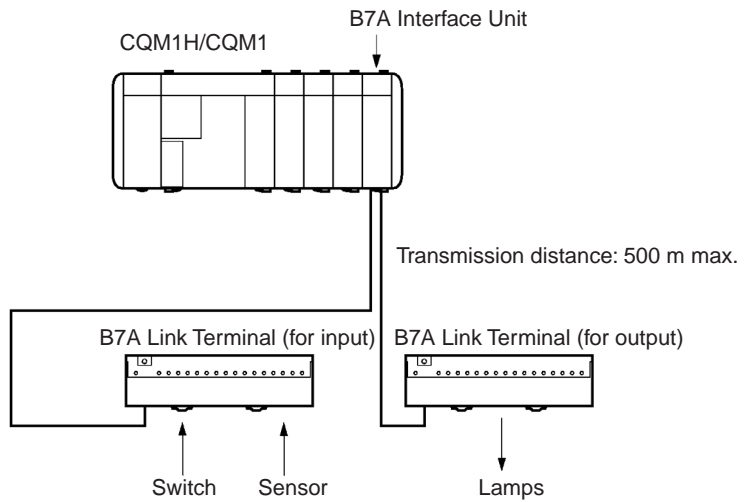 B7A Interface Unit
CQM1H/CQM1
Transmission distance: 500 m max.
B7A Link Terminal (for input)
B7A Link Terminal (for output)
Switch
Sensor
Lamps